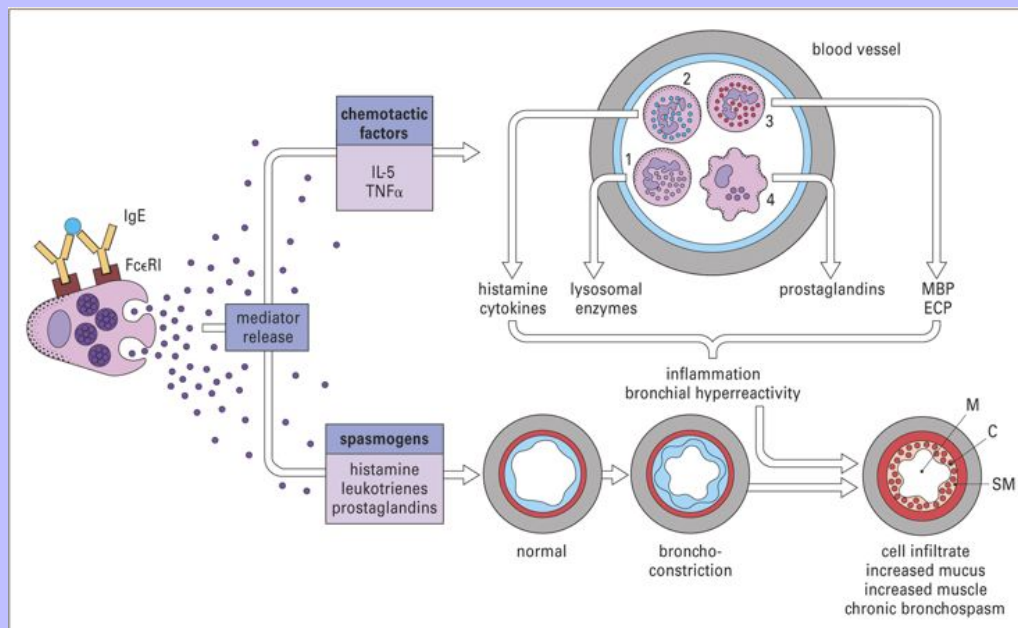 blood vessel
chemotactic
factors
IL-5
TNFα
2
3
1
4
IgE
FcεRI
mediator
release
histamine
cytokines
lysosomal
enzymes
prostaglandins
MBP
ECP
inflammation
bronchial hyperreactivity
spasmogens
histamine
leukotrienes
prostaglandins
M
C
SM
normal
broncho-
constriction
cell infiltrate
increased mucus
increased muscle
chronic bronchospasm